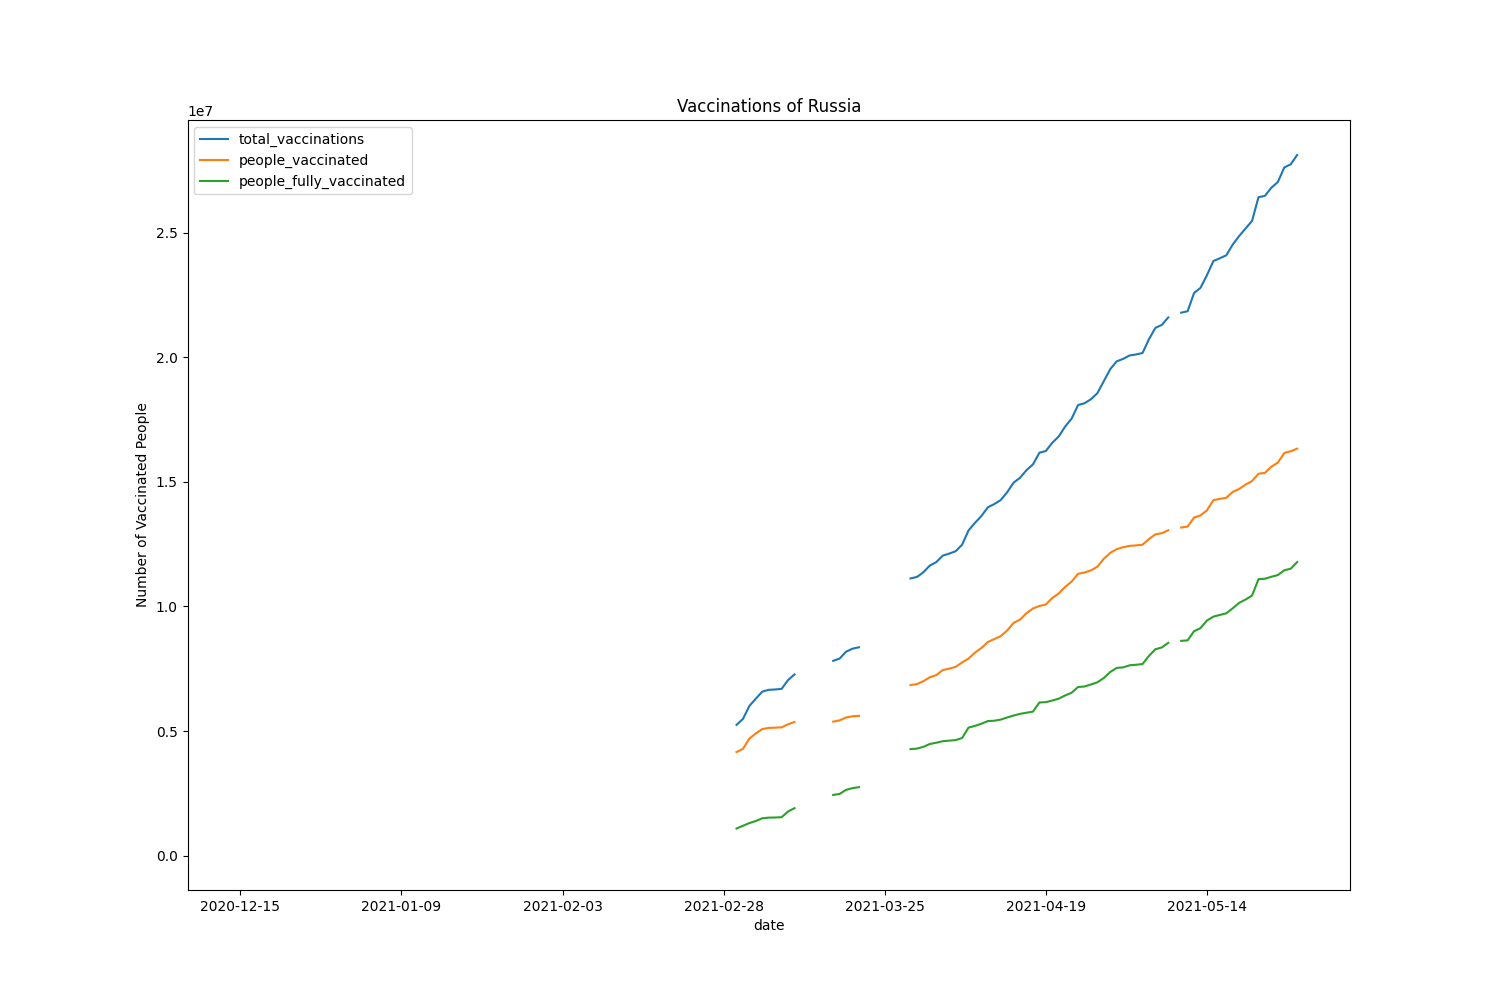 Vaccinations of Russia
1e7
total_vaccinations
people_vaccinated
people_fully_vaccinated
2.5
2.0
1.5
1.0
0.5
0.0
Number of Vaccinated People
2020-12-15
2021-01-09
2021-02-03
2021-02-28
2021-03-25
2021-04-19
2021-05-14
date